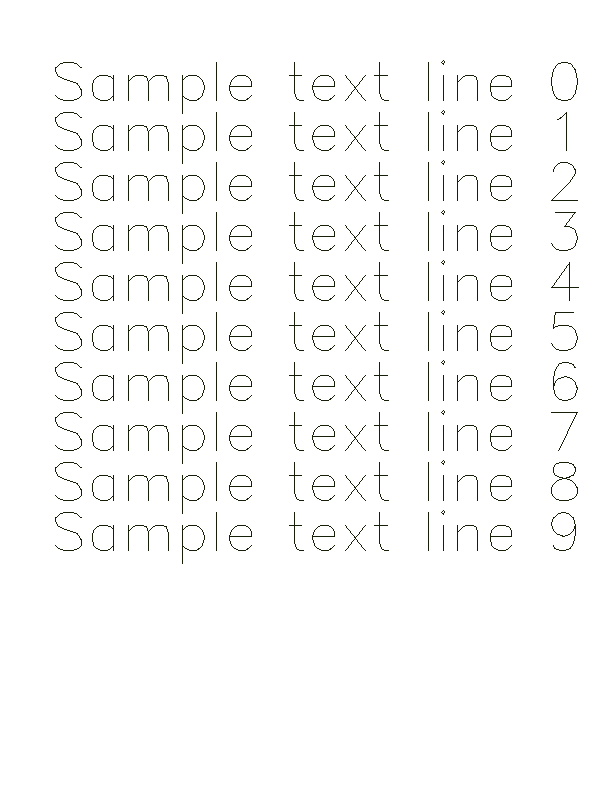 Sample text line 0
Sample text line 1
Sample text line 2
Sample text line 3
Sample text line 4
Sample text line 5
Sample text line 6
Sample text line 7
Sample text line 8
Sample text line 9